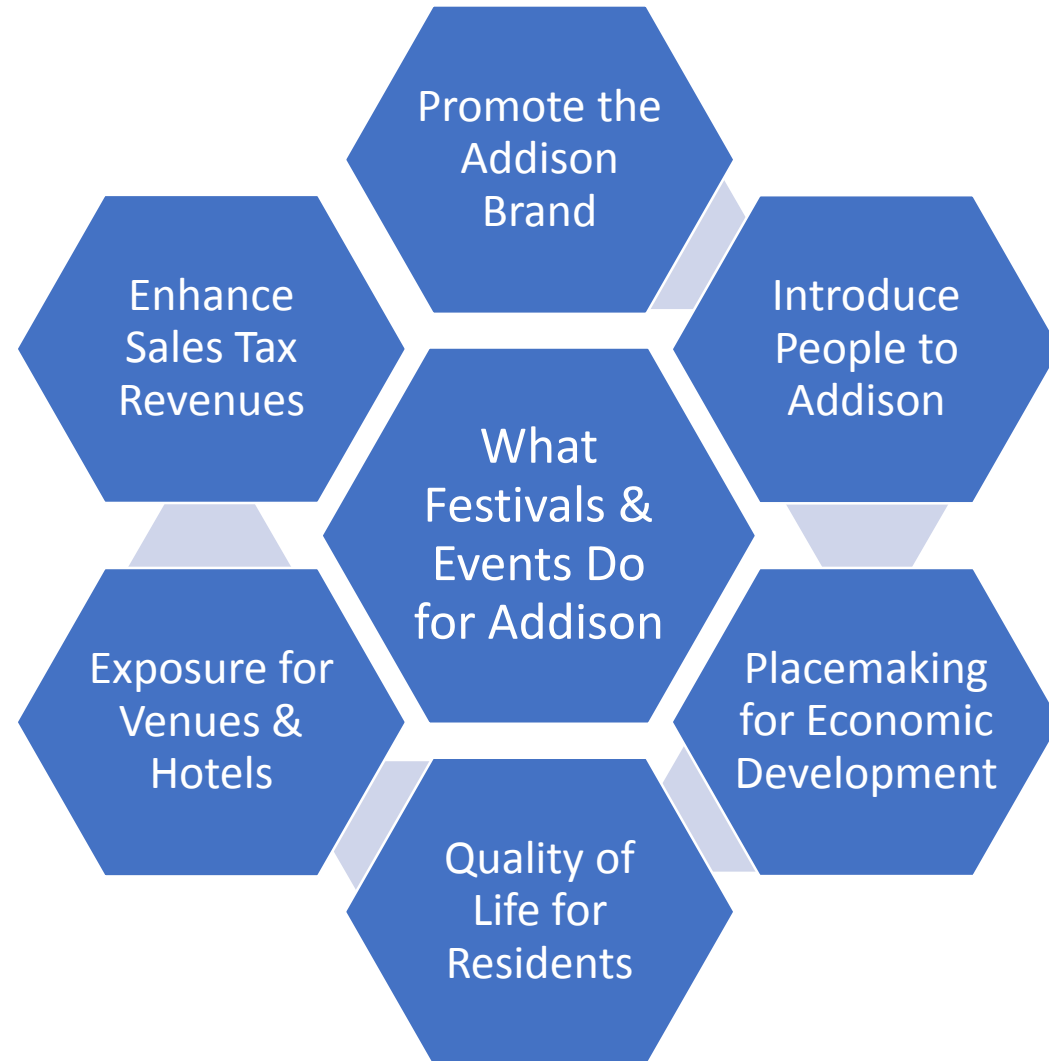 Promote the
Addison
Brand
Introduce
People to
Addison
Placemaking
for Economic
Development
Quality of
Life for
Residents
Exposure for
Venues &
Hotels
Enhance
Sales Tax
Revenues
What
Festivals &
Events Do
for Addison